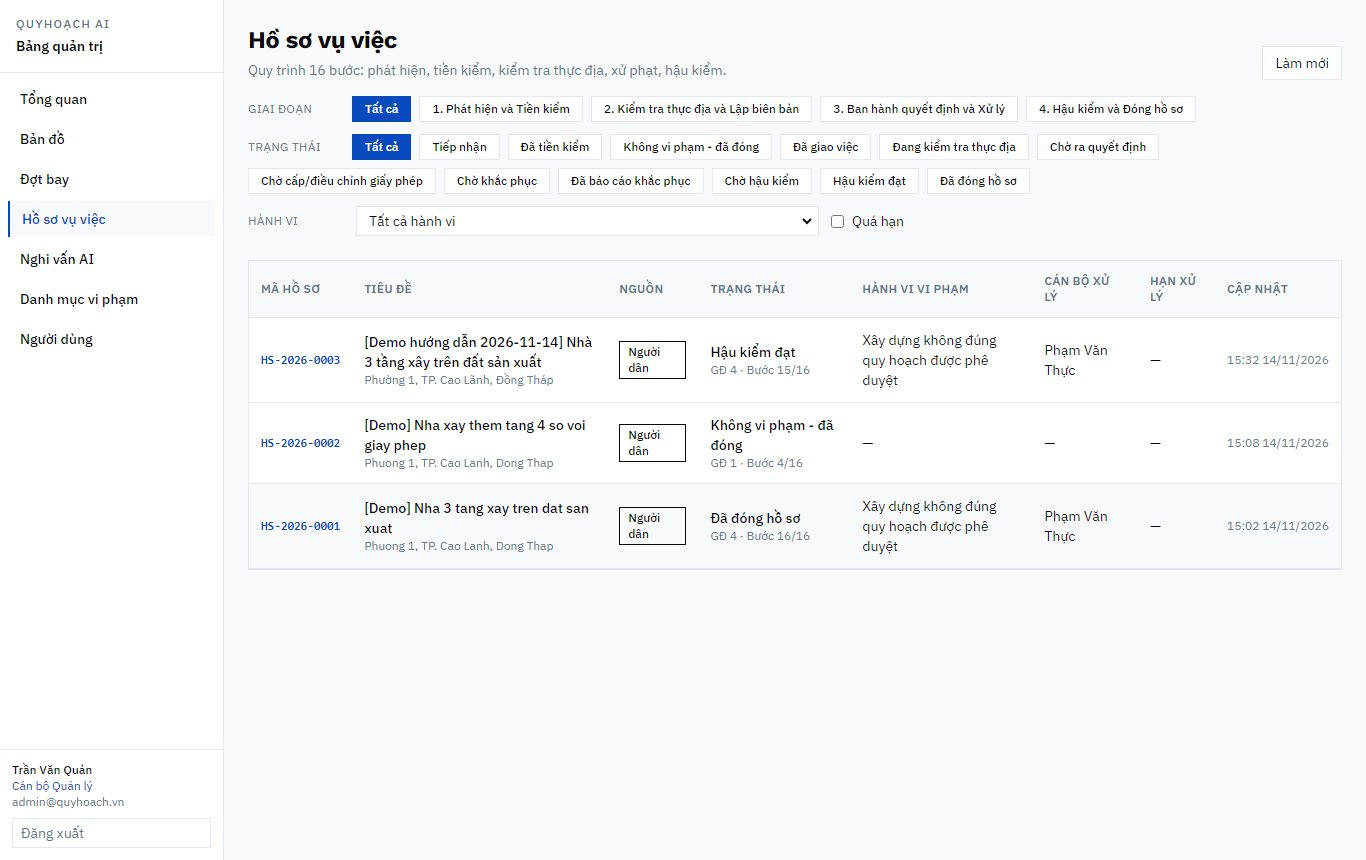 QUYHOẠCH AI
Bảng quản trị
Tổng quan
Bản đồ
Đợt bay
Hồ sơ vụ việc
Nghi vấn AI
Danh mục vi phạm
Người dùng
Trần Văn Quản
Cán bộ Quản lý
admin@quyhoach.vn
Đăng xuất
Hồ sơ vụ việc
Quy trình 16 bước: phát hiện, tiền kiểm, kiểm tra thực địa, xử phạt, hậu kiểm.
Làm mới
GIAI ĐOẠN Tất cả 1. Phát hiện và Tiền kiểm 2. Kiểm tra thực địa và Lập biên bản 3. Ban hành quyết định và Xử lý 4. Hậu kiểm và Đóng hồ sơ
TRẠNG THÁI Tất cả Tiếp nhận Đã tiền kiểm Không vi phạm - đã đóng Đã giao việc Đang kiểm tra thực địa Chờ ra quyết định
Chờ cấp/điều chỉnh giấy phép Chờ khắc phục Đã báo cáo khắc phục Chờ hậu kiểm Hậu kiểm đạt Đã đóng hồ sơ
HÀNH VI Tất cả hành vi Quá hạn
MÃ HỒ SƠ TIÊU ĐỀ NGUỒN TRẠNG THÁI HÀNH VI VI PHẠM CÁN BỘ XỬ LÝ HẠN XỬ LÝ CẬP NHẬT
HS-2026-0003
[Demo hướng dẫn 2026-11-14] Nhà
3 tầng xây trên đất sản xuất
Phường 1, TP. Cao Lãnh, Đồng Tháp
Người
dân
Hậu kiểm đạt
GĐ 4 · Bước 15/16
Xây dựng không đúng
quy hoạch được phê
duyệt
Phạm Văn
Thực
—
15:32 14/11/2026
HS-2026-0002
[Demo] Nha xay them tang 4 so voi
giay phep
Phuong 1, TP. Cao Lanh, Dong Thap
Người
dân
Không vi phạm - đã
đóng
GĐ 1 · Bước 4/16
—
—
—
15:08 14/11/2026
HS-2026-0001
[Demo] Nha 3 tang xay tren dat san
xuat
Phuong 1, TP. Cao Lanh, Dong Thap
Người
dân
Đã đóng hồ sơ
GĐ 4 · Bước 16/16
Xây dựng không đúng
quy hoạch được phê
duyệt
Phạm Văn
Thực
—
15:02 14/11/2026